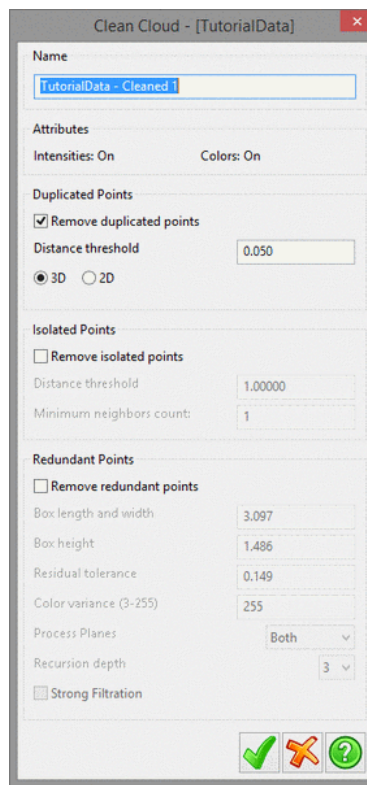 Clean Cloud - [TutorialData]
Name
TutorialData - Cleaned 1
Attributes
Intensities: On Colors: On
Duplicated Points
Remove duplicated points
Distance threshold 0.050
3D 2D
Isolated Points
Remove isolated points
Distance threshold 1.00000
Minimum neighbors count: 1
Redundant Points
Remove redundant points
Box length and width 3.097
Box height 1.486
Residual tolerance 0.149
Color variance (3-255) 255
Process Planes Both
Recursion depth 3
Strong Filtration